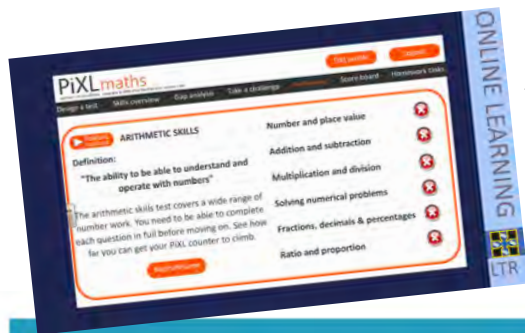 PiXLmaths
Design a test Skills overview Gap analysis Take a challenge Score board Homework links
ARITHMETIC SKILLS
Definition:
"The ability to be able to understand and
operate with numbers"
The arithmetic skills test covers a wide range of
number work. You need to be able to complete
each question in full before moving on. See how
far you can get your PiXL counter to climb.
Number and place value
Addition and subtraction
Multiplication and division
Solving numerical problems
Fractions, decimals & percentages
Ratio and proportion
ONLINE LEARNING
LTR